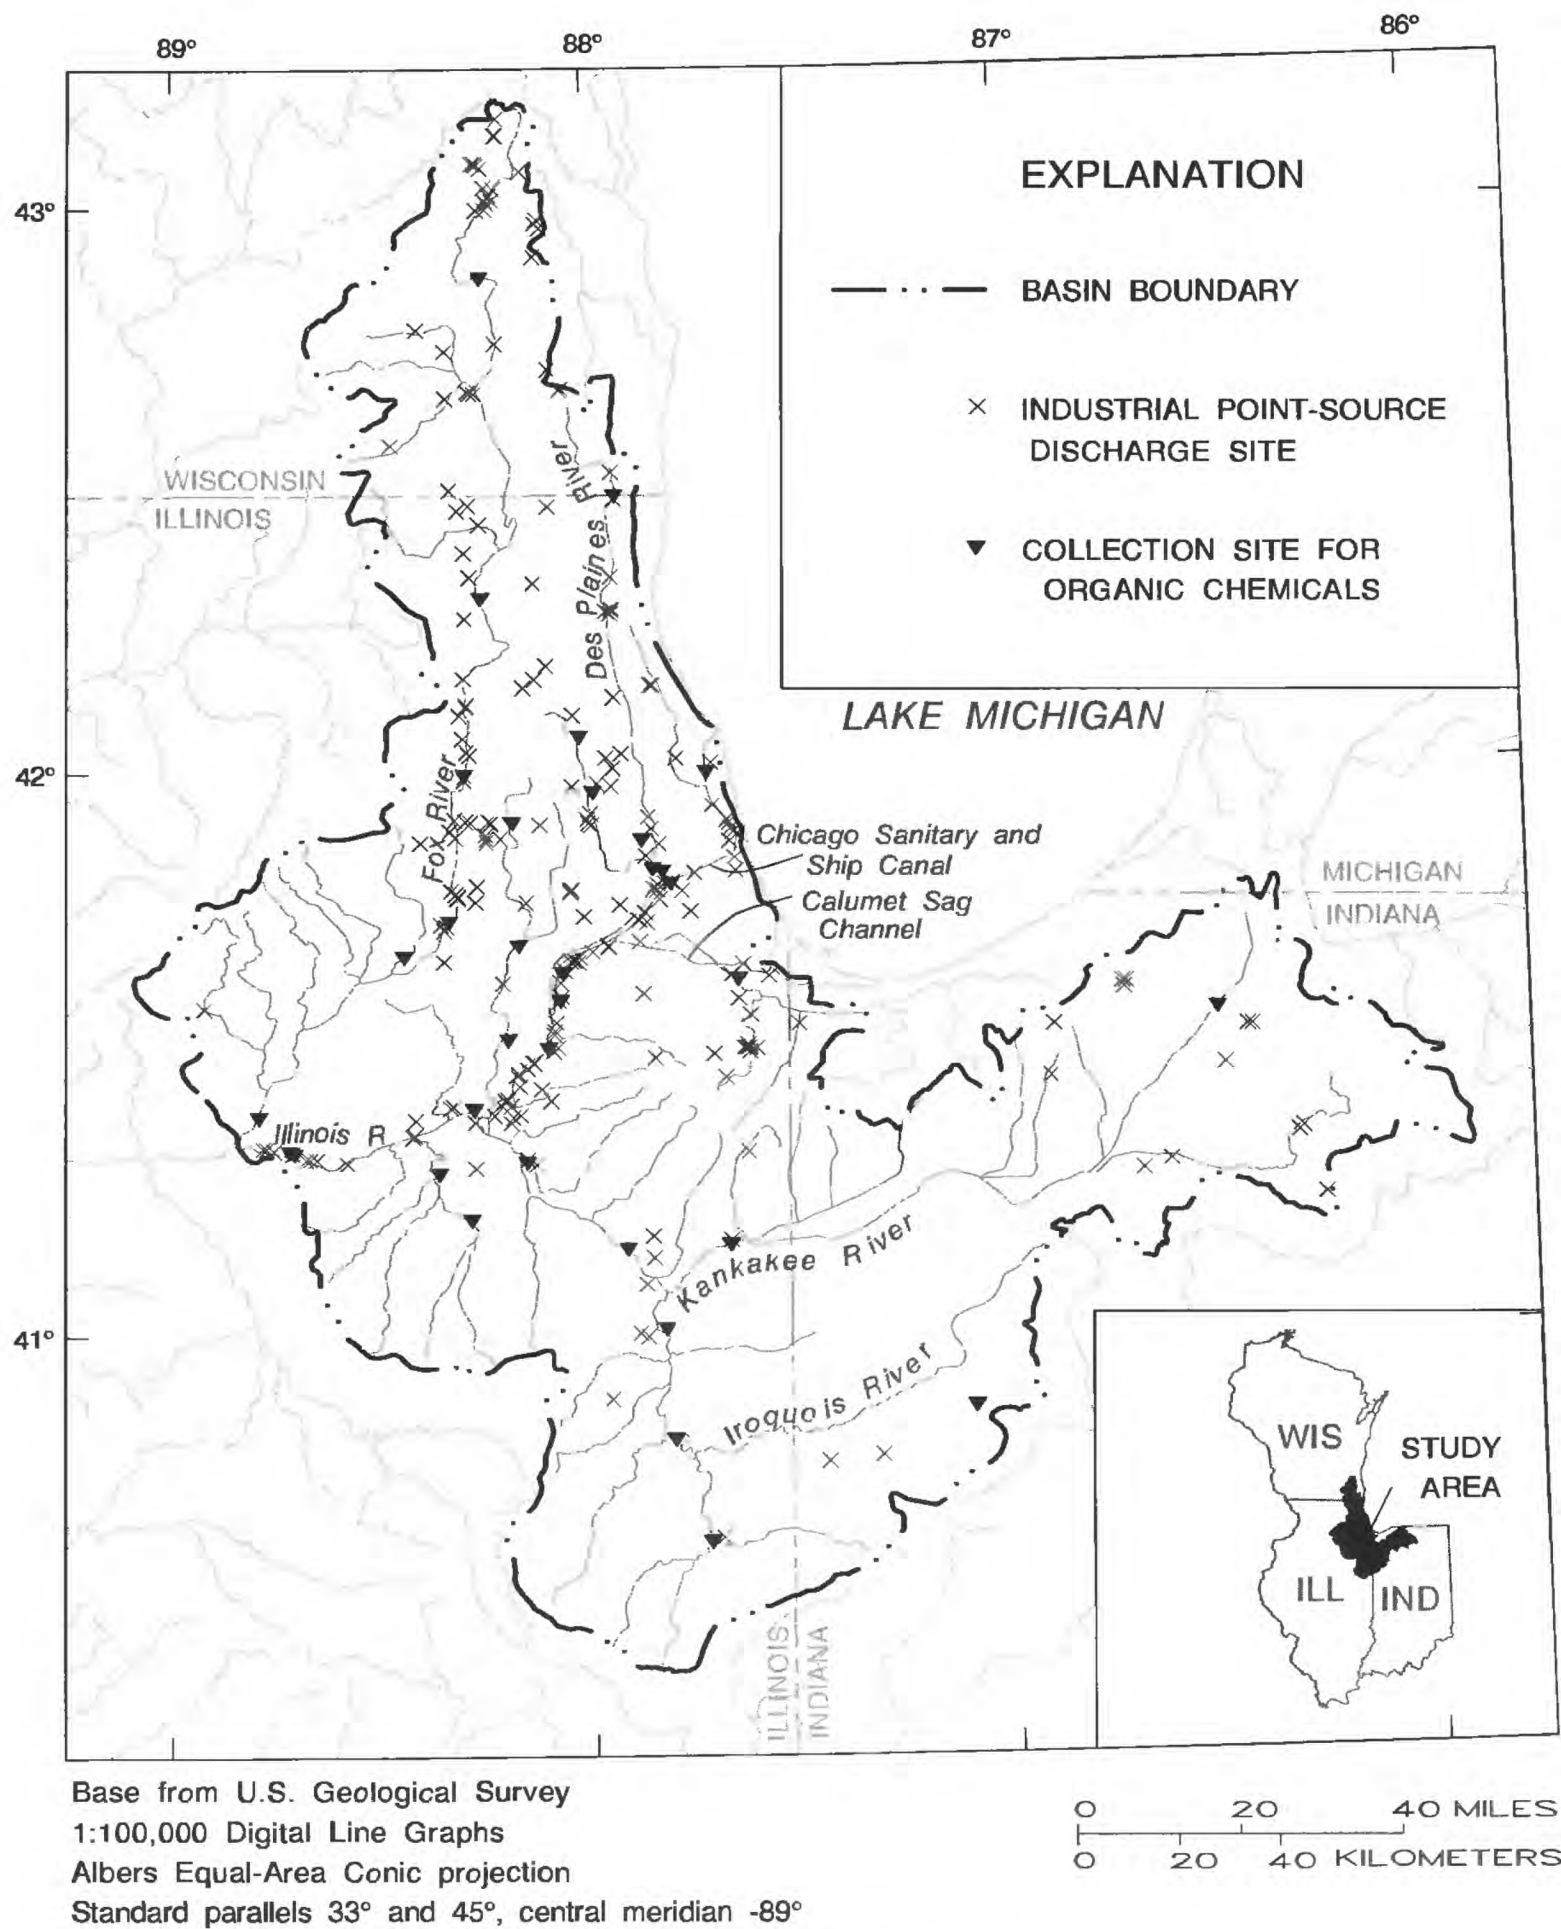 89°
88°
87°
86°
43°
42°
41°
EXPLANATION
BASIN BOUNDARY
INDUSTRIAL POINT-SOURCE
DISCHARGE SITE
COLLECTION SITE FOR
ORGANIC CHEMICALS
WISCONSIN
ILLINOIS
Des Plaines River
LAKE MICHIGAN
Fox River
Chicago Sanitary and
Ship Canal
Calumet Sag
Channel
MICHIGAN
INDIANA
Illinois R
Kankakee River
Iroquois River
ILLINOIS
INDIANA
WIS
STUDY
AREA
ILL
IND
Base from U.S. Geological Survey
1:100,000 Digital Line Graphs
Albers Equal-Area Conic projection
Standard parallels 33° and 45°, central meridian -89°
0 20 40 MILES
0 20 40 KILOMETERS